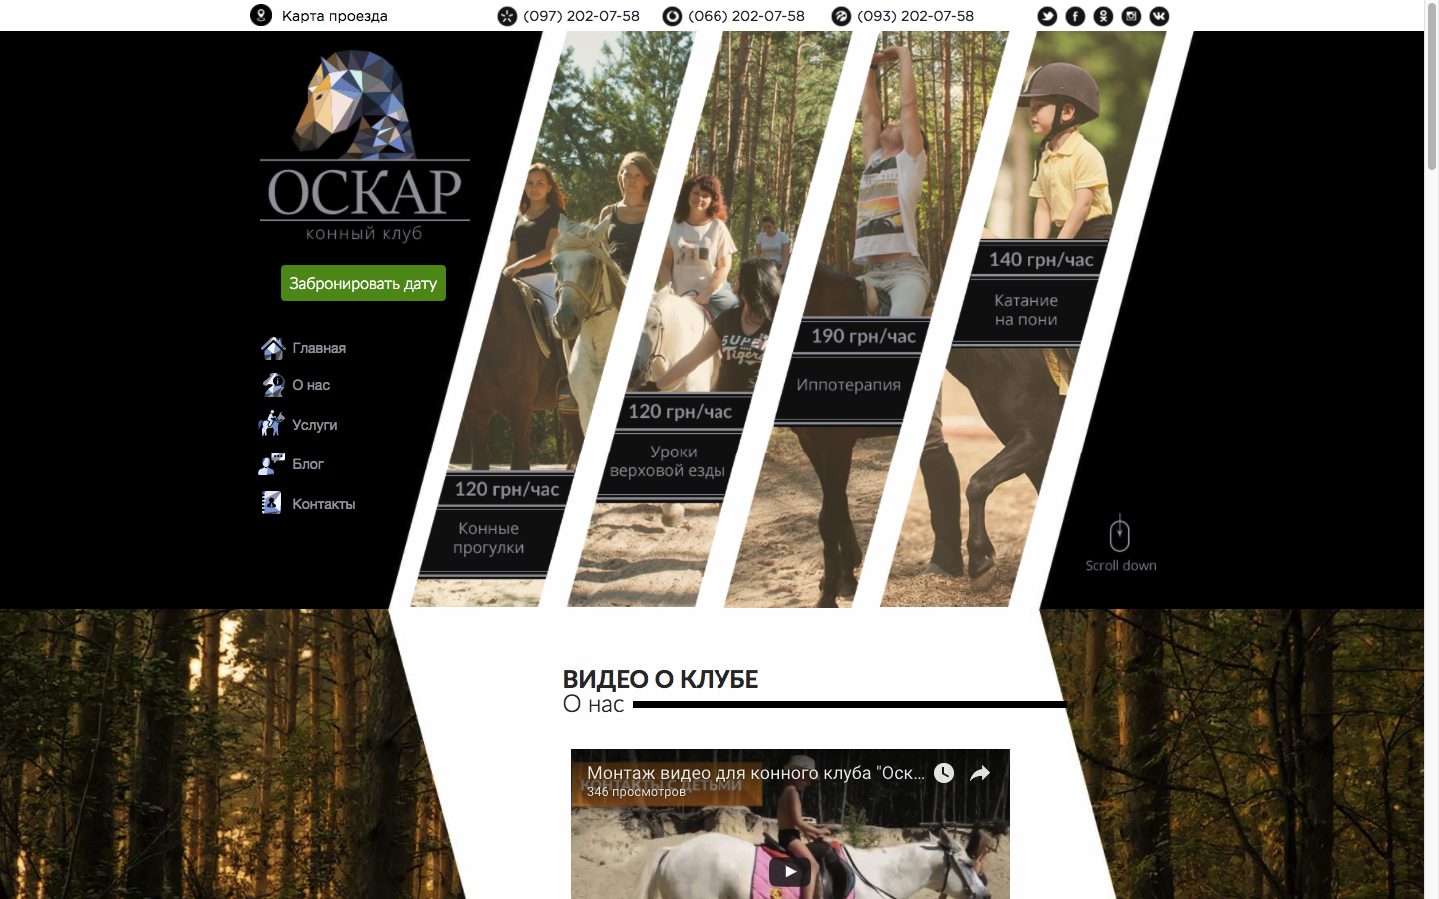 Карта проезда
(097) 202-07-58
(066) 202-07-58
(093) 202-07-58
ОСКАР
конный клуб
Забронировать дату
Главная
О нас
Услуги
Блог
Контакты
120 грн/час
Конные
прогулки
120 грн/час
Уроки
верховой езды
190 грн/час
Иппотерапия
140 грн/час
Катание
на пони
SUPER
Tigers
Scroll down
ВИДЕО О КЛУБЕ
О нас
Монтаж видео для конного клуба "Оск...
346 просмотров